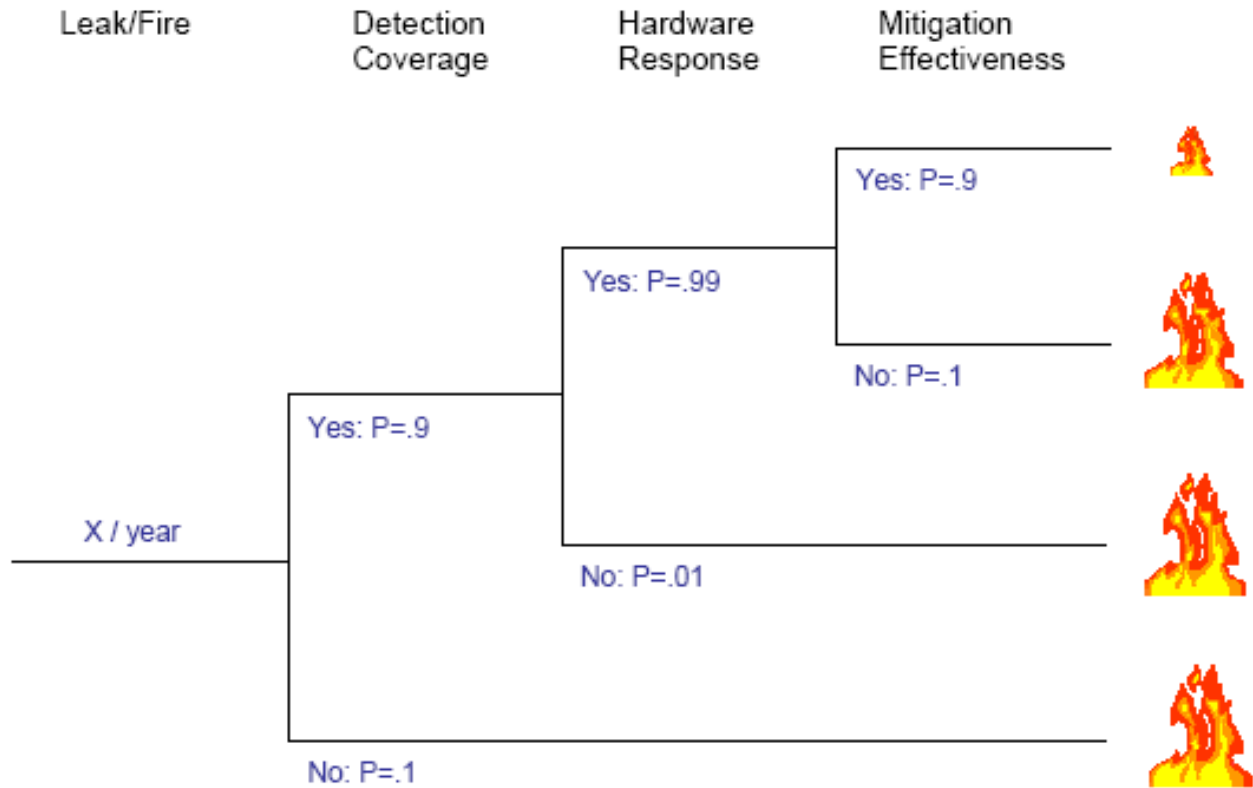 Leak/Fire
Detection
Coverage
Hardware
Response
Mitigation
Effectiveness
Yes: P=.9
Yes: P=.99
No: P=.1
Yes: P=.9
X / year
No: P=.01
No: P=.1